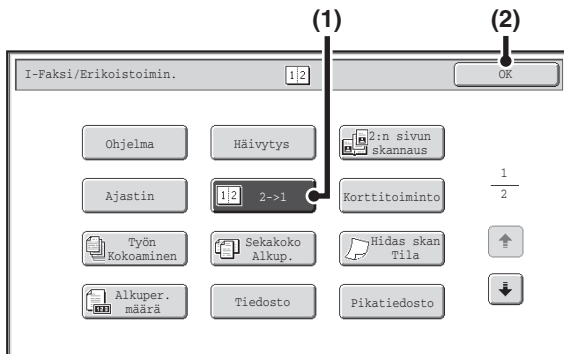 (1)
(2)
I-Faksi/Erikoistoimin.
1 2
OK
Ohjelma
Häivytys
2:n sivun
skannaus
Ajastin
1 2
2->1
Korttitoiminto
1
2
Työn
Kokoaminen
Sekakoko
Alkup.
Hidas skan
Tila
Alkuper.
määrä
123
Tiedosto
Pikatiedosto